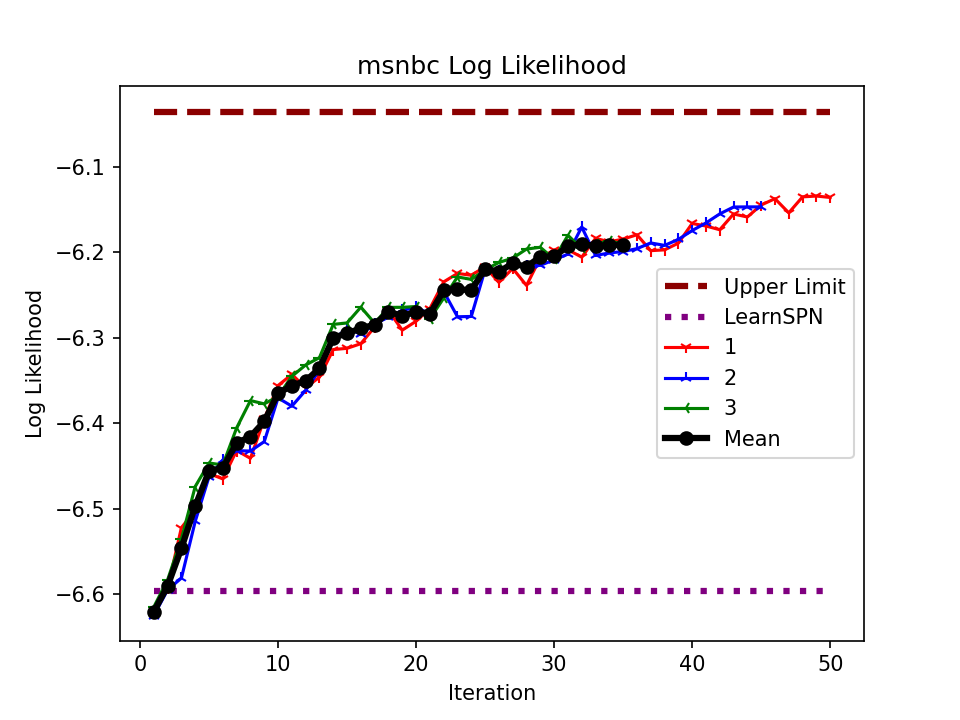 msnbc Log Likelihood
Log Likelihood
−6.1
−6.2
−6.3
−6.4
−6.5
−6.6
Upper Limit
LearnSPN
1
2
3
Mean
0 10 20 30 40 50
Iteration